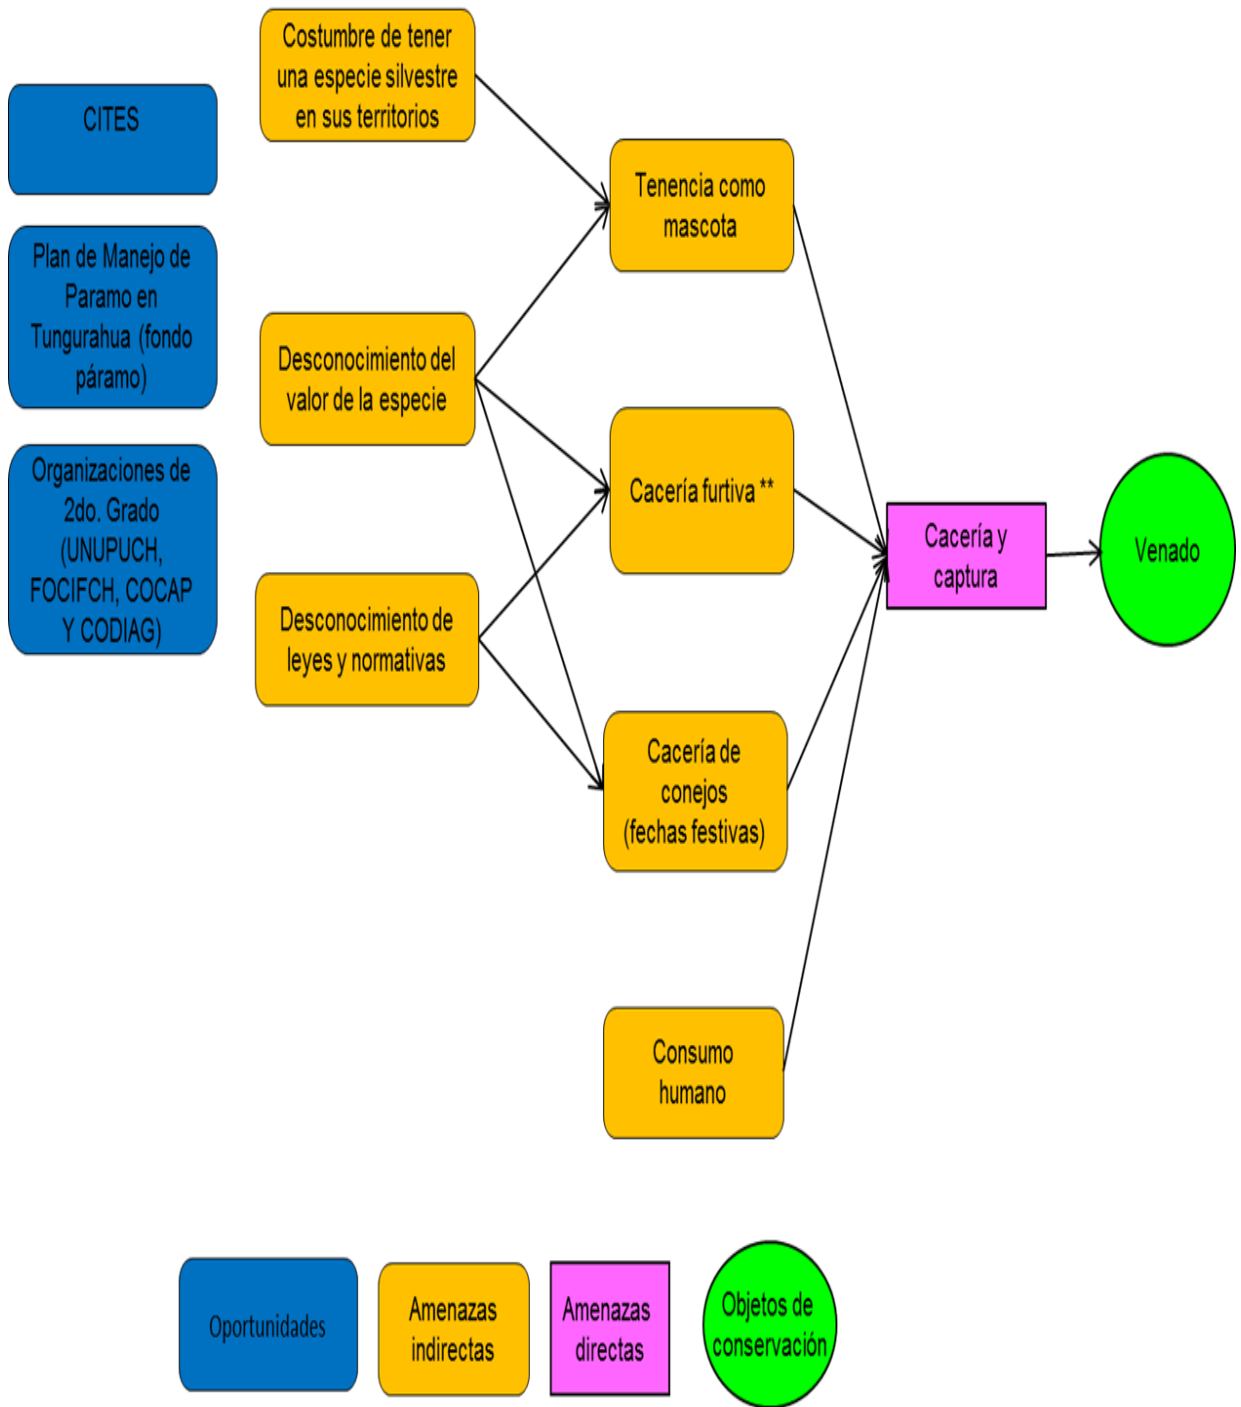 CITES
Plan de Manejo de
Paramo en
Tungurahua (fondo
páramo)
Organizaciones de
2do. Grado
(UNUPUCH,
FOCIFCH, COCAP
Y CODIAG)
Costumbre de tener
una especie silvestre
en sus territorios
Desconocimiento del
valor de la especie
Desconocimiento de
leyes y normativas
Tenencia como
mascota
Cacería furtiva **
Cacería de
conejos
(fechas festivas)
Consumo
humano
Cacería y
captura
Venado
Oportunidades
Amenazas
indirectas
Amenazas
directas
Objetos de
conservación